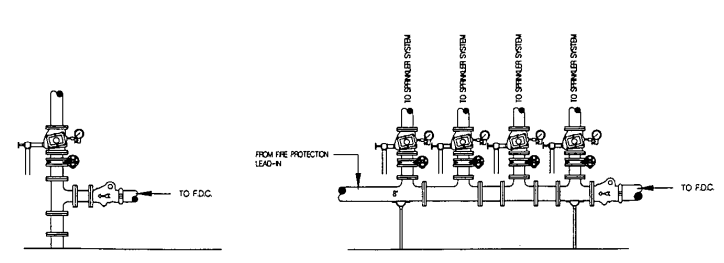 TO SPRINKLER SYSTEM
TO SPRINKLER SYSTEM
TO SPRINKLER SYSTEM
TO SPRINKLER SYSTEM
FROM FIRE PROTECTION
LEAD-IN
8"
TO F.D.C.
TO F.D.C.